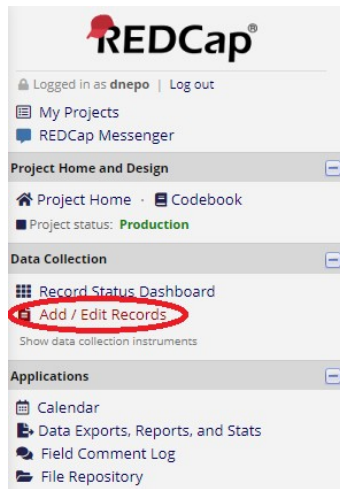 REDCap®
Logged in as dnepo | Log out
My Projects
REDCap Messenger
Project Home and Design
Project Home · Codebook
Project status: Production
Data Collection
Record Status Dashboard
Add / Edit Records
Show data collection instruments
Applications
Calendar
Data Exports, Reports, and Stats
Field Comment Log
File Repository